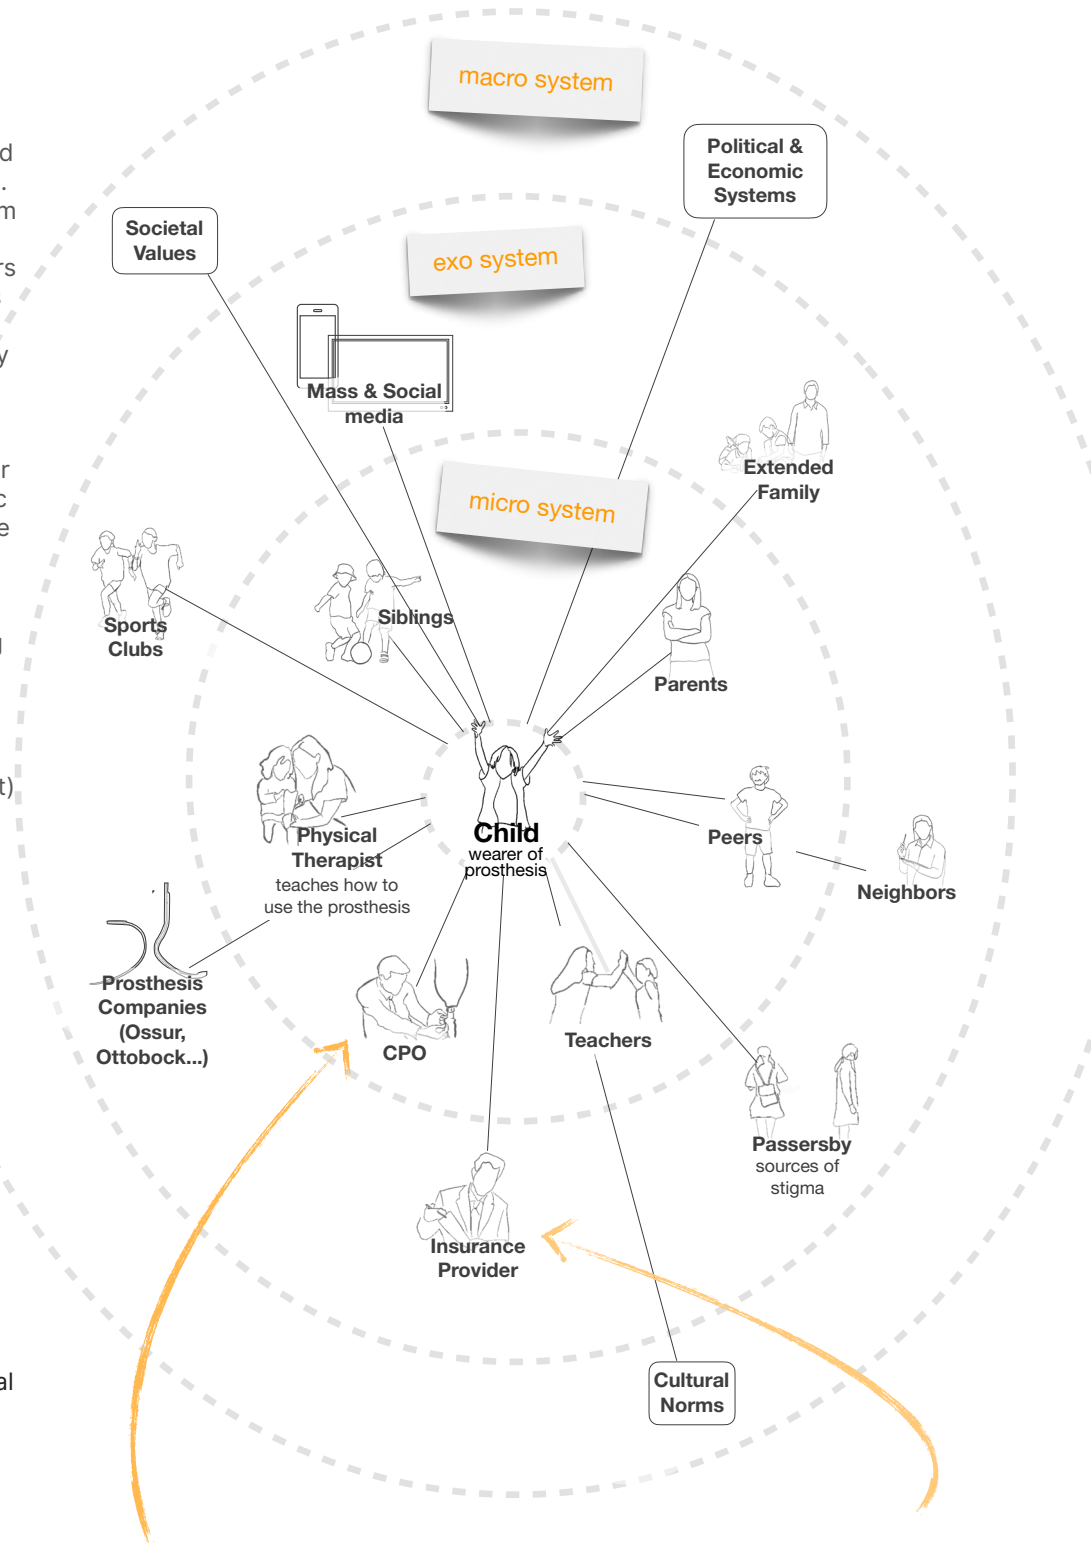 macro system
Political &
Economic
Systems
Societal
Values
exo system
Mass & Social
media
Extended
Family
micro system
Siblings
Sports
Clubs
Parents
Physical
Therapist
teaches how to
use the prosthesis
Child
wearer of
prosthesis
Peers
Neighbors
Prosthesis
Companies
(Ossur,
Ottobock...)
CPO
Teachers
Passersby
sources of
stigma
Insurance
Provider
Cultural
Norms